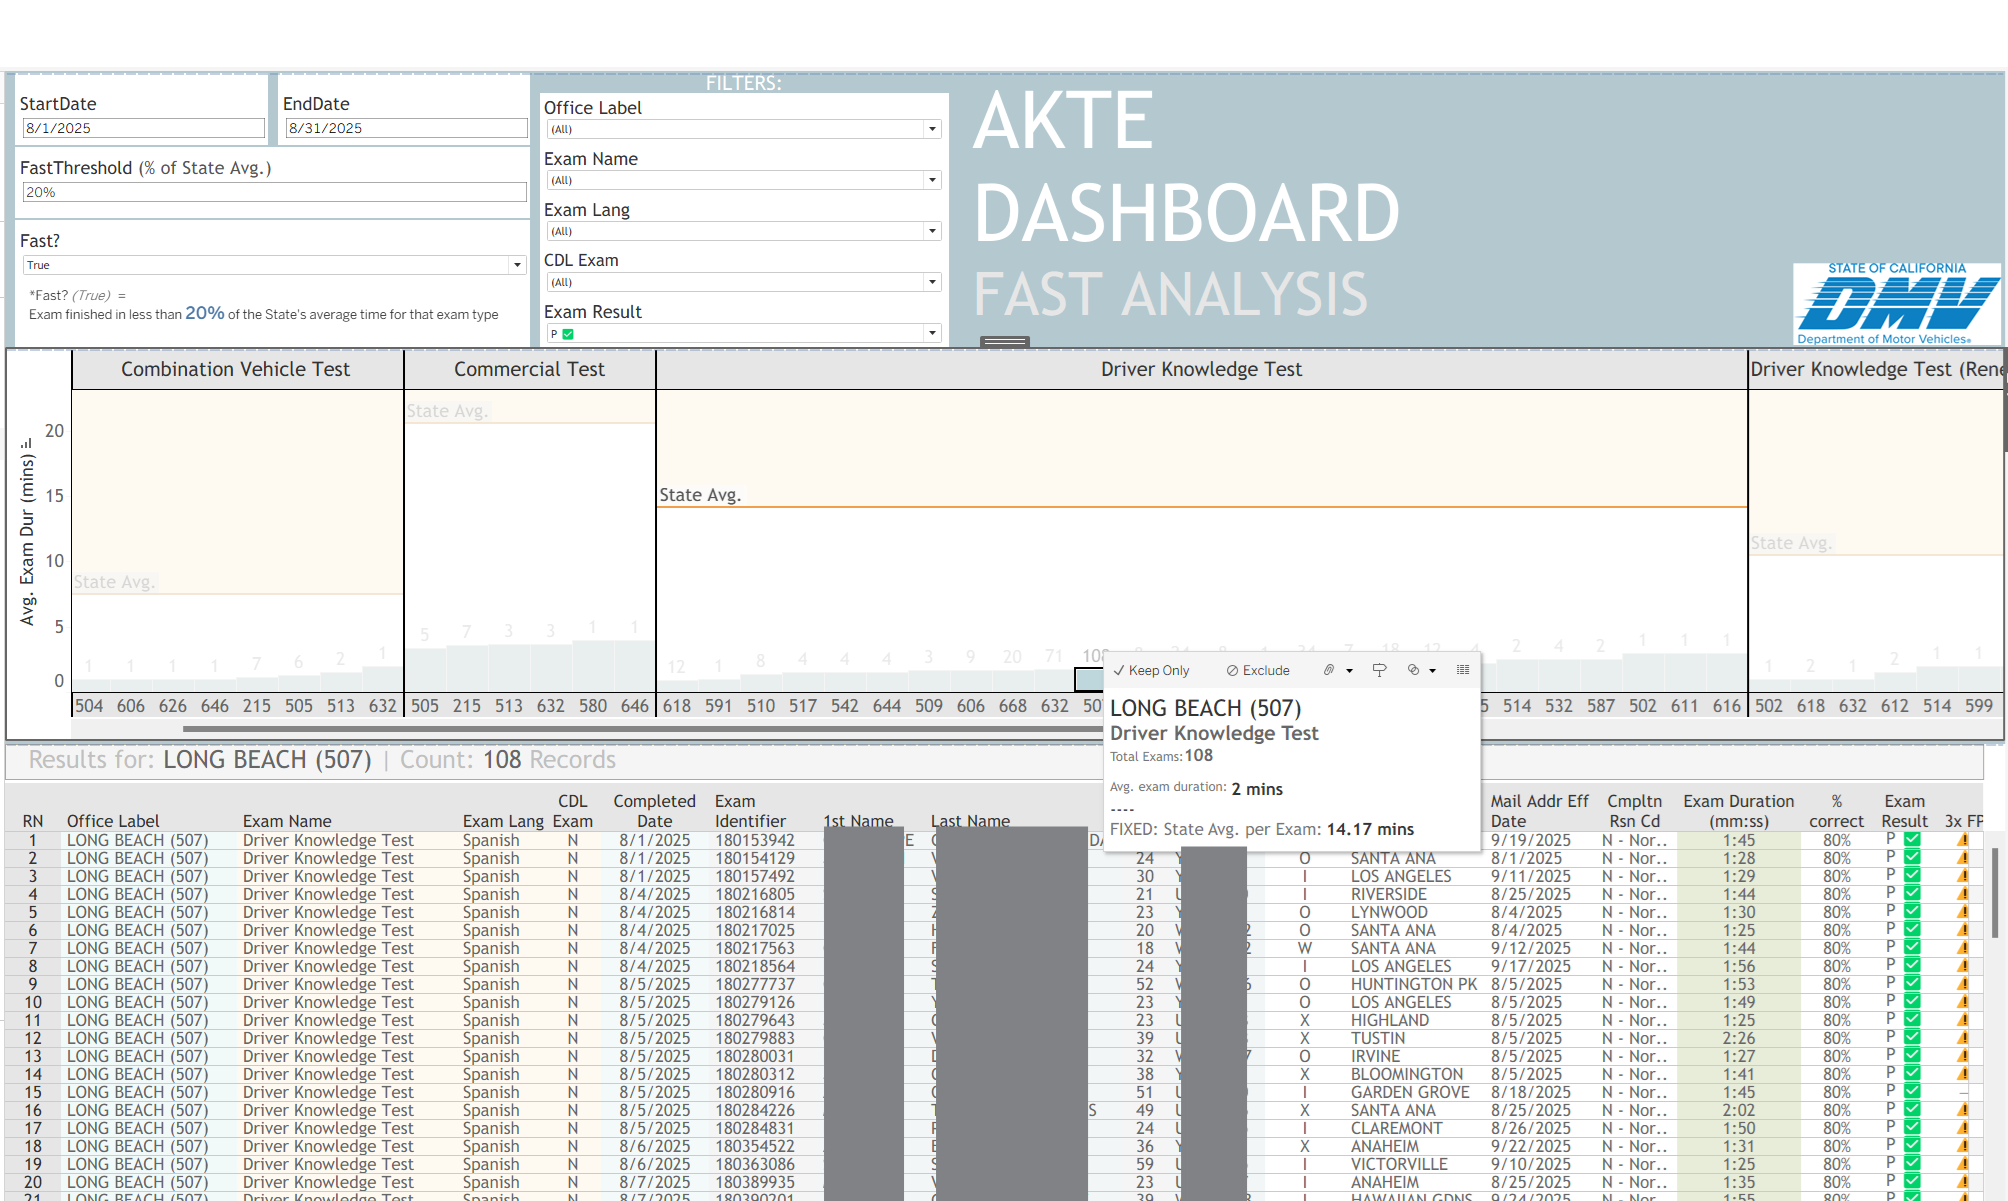 FILTERS:
StartDate
8/1/2025
EndDate
8/31/2025
FastThreshold (% of State Avg.)
20%
Fast?
True
*Fast? (True) =
Exam finished in less than 20% of the State's average time for that exam type
Office Label
(All)
Exam Name
(All)
Exam Lang
(All)
CDL Exam
(All)
Exam Result
P
AKTE
DASHBOARD
FAST ANALYSIS
STATE OF CALIFORNIA
DMV
Department of Motor Vehicles
Combination Vehicle Test
Commercial Test
Driver Knowledge Test
Driver Knowledge Test (Rene
Avg. Exam Dur (mins)
20
15
10
5
0
State Avg.
State Avg.
State Avg.
State Avg.
1 1 1 1 7 6 2 1
5 7 3 3 1 1
12 1 8 4 4 4 3 9 20 71 108
2 4 2 1 1 1
1 2 1 2 1 1
504 606 626 646 215 505 513 632
505 215 513 632 580 646
618 591 510 517 542 644 509 606 668 632 507
514 532 587 502 611 616
502 618 632 612 514 599
Keep Only Exclude
LONG BEACH (507)
Driver Knowledge Test
Total Exams: 108
Avg. exam duration: 2 mins
----
FIXED: State Avg. per Exam: 14.17 mins
Results for: LONG BEACH (507) | Count: 108 Records
RN Office Label Exam Name Exam Lang CDL Exam Completed Date Exam Identifier 1st Name Last Name Mail Addr Eff Date Cmpltn Rsn Cd Exam Duration (mm:ss) % correct Exam Result 3x FP
1 LONG BEACH (507) Driver Knowledge Test Spanish N 8/1/2025 180153942 E 9/19/2025 N - Nor.. 1:45 80% P
2 LONG BEACH (507) Driver Knowledge Test Spanish N 8/1/2025 180154129 24 O SANTA ANA 8/1/2025 N - Nor.. 1:28 80% P
3 LONG BEACH (507) Driver Knowledge Test Spanish N 8/1/2025 180157492 30 I LOS ANGELES 9/11/2025 N - Nor.. 1:29 80% P
4 LONG BEACH (507) Driver Knowledge Test Spanish N 8/4/2025 180216805 21 I RIVERSIDE 8/25/2025 N - Nor.. 1:44 80% P
5 LONG BEACH (507) Driver Knowledge Test Spanish N 8/4/2025 180216814 23 O LYNWOOD 8/4/2025 N - Nor.. 1:30 80% P
6 LONG BEACH (507) Driver Knowledge Test Spanish N 8/4/2025 180217025 20 2 O SANTA ANA 8/4/2025 N - Nor.. 1:25 80% P
7 LONG BEACH (507) Driver Knowledge Test Spanish N 8/4/2025 180217563 18 2 W SANTA ANA 9/12/2025 N - Nor.. 1:44 80% P
8 LONG BEACH (507) Driver Knowledge Test Spanish N 8/4/2025 180218564 24 I LOS ANGELES 9/17/2025 N - Nor.. 1:56 80% P
9 LONG BEACH (507) Driver Knowledge Test Spanish N 8/5/2025 180277737 52 6 O HUNTINGTON PK 8/5/2025 N - Nor.. 1:53 80% P
10 LONG BEACH (507) Driver Knowledge Test Spanish N 8/5/2025 180279126 23 O LOS ANGELES 8/5/2025 N - Nor.. 1:49 80% P
11 LONG BEACH (507) Driver Knowledge Test Spanish N 8/5/2025 180279643 23 X HIGHLAND 8/5/2025 N - Nor.. 1:25 80% P
12 LONG BEACH (507) Driver Knowledge Test Spanish N 8/5/2025 180279883 39 X TUSTIN 8/5/2025 N - Nor.. 2:26 80% P
13 LONG BEACH (507) Driver Knowledge Test Spanish N 8/5/2025 180280031 32 7 O IRVINE 8/5/2025 N - Nor.. 1:27 80% P
14 LONG BEACH (507) Driver Knowledge Test Spanish N 8/5/2025 180280312 38 X BLOOMINGTON 8/5/2025 N - Nor.. 1:41 80% P
15 LONG BEACH (507) Driver Knowledge Test Spanish N 8/5/2025 180280916 51 I GARDEN GROVE 8/18/2025 N - Nor.. 1:45 80% P
16 LONG BEACH (507) Driver Knowledge Test Spanish N 8/5/2025 180284226 S 49 X SANTA ANA 8/25/2025 N - Nor.. 2:02 80% P
17 LONG BEACH (507) Driver Knowledge Test Spanish N 8/5/2025 180284831 24 I CLAREMONT 8/26/2025 N - Nor.. 1:50 80% P
18 LONG BEACH (507) Driver Knowledge Test Spanish N 8/6/2025 180354522 36 X ANAHEIM 9/22/2025 N - Nor.. 1:31 80% P
19 LONG BEACH (507) Driver Knowledge Test Spanish N 8/6/2025 180363086 59 I VICTORVILLE 9/10/2025 N - Nor.. 1:25 80% P
20 LONG BEACH (507) Driver Knowledge Test Spanish N 8/7/2025 180389935 23 I ANAHEIM 8/25/2025 N - Nor.. 1:35 80% P
21 LONG BEACH (507) Driver Knowledge Test Spanish N 8/7/2025 180390201 39 I HAWAIIAN GDNS 9/24/2025 N - Nor.. 1:55 80% P